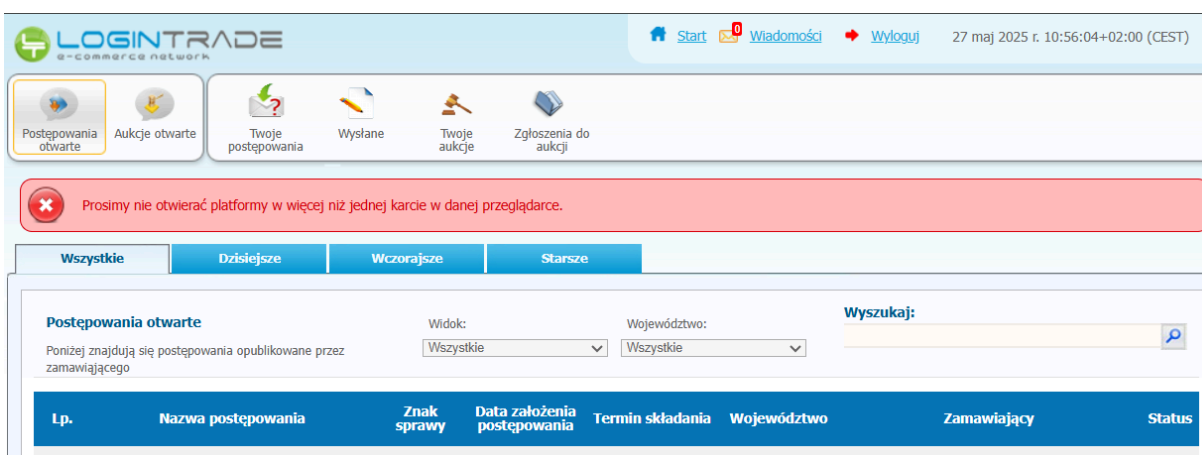 LOGINTRADE
e-commerce network
Start
0
Wiadomości
Wyloguj
27 maj 2025 r. 10:56:04+02:00 (CEST)
Postępowania
otwarte
Aukcje otwarte
Twoje
postępowania
Wysłane
Twoje
aukcje
Zgłoszenia do
aukcji
Prosimy nie otwierać platformy w więcej niż jednej karcie w danej przeglądarce.
Wszystkie
Dzisiejsze
Wczorajsze
Starsze
Postępowania otwarte
Poniżej znajdują się postępowania opublikowane przez
zamawiąjącego
Widok:
Wszystkie
Województwo:
Wszystkie
Wyszukaj:
Lp.
Nazwa postępowania
Znak
sprawy
Data założenia
postępowania
Termin składania
Województwo
Zamawiający
Status